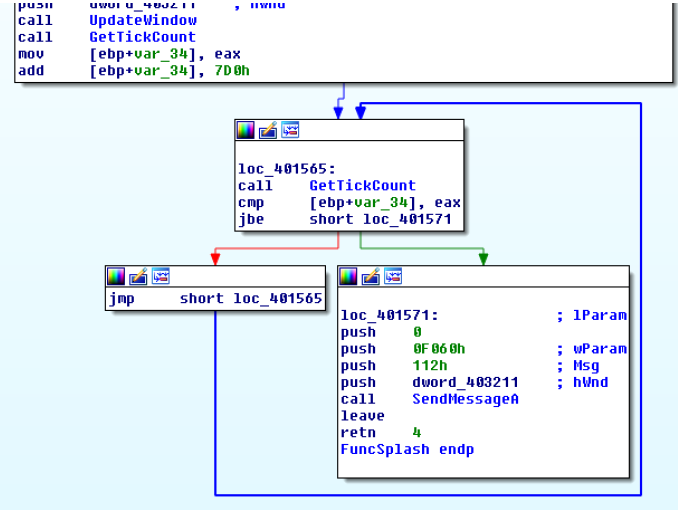 push dword_403211 ; hWnd
call UpdateWindow
call GetTickCount
mov [ebp+var_34], eax
add [ebp+var_34], 7D0h
loc_401565:
call GetTickCount
cmp [ebp+var_34], eax
jbe short loc_401571
jmp short loc_401565
loc_401571: ; lParam
push 0
push 0F060h ; wParam
push 112h ; Msg
push dword_403211 ; hWnd
call SendMessageA
leave
retn 4
FuncSplash endp